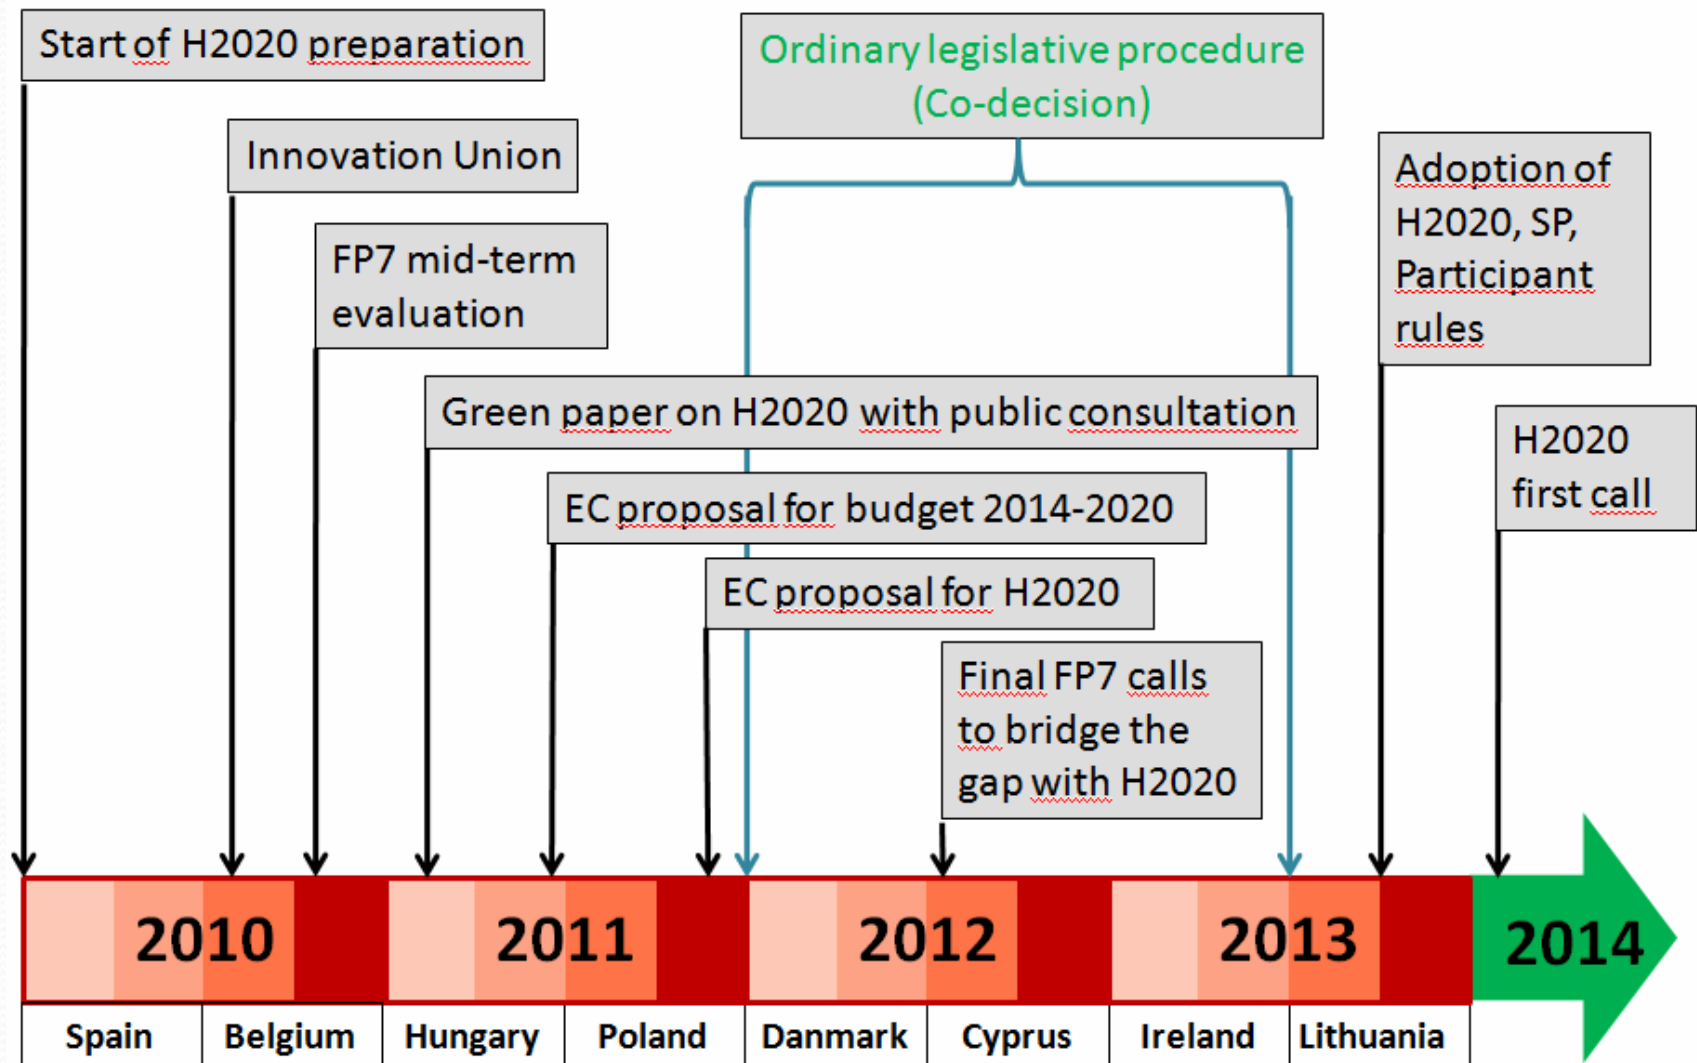 Start of H2020 preparation
Ordinary legislative procedure
(Co-decision)
Innovation Union
Adoption of
H2020, SP,
Participant
rules
FP7 mid-term
evaluation
Green paper on H2020 with public consultation
H2020
first call
EC proposal for budget 2014-2020
EC proposal for H2020
Final FP7 calls
to bridge the
gap with H2020
2010 2011 2012 2013 2014
Spain Belgium Hungary Poland Danmark Cyprus Ireland Lithuania